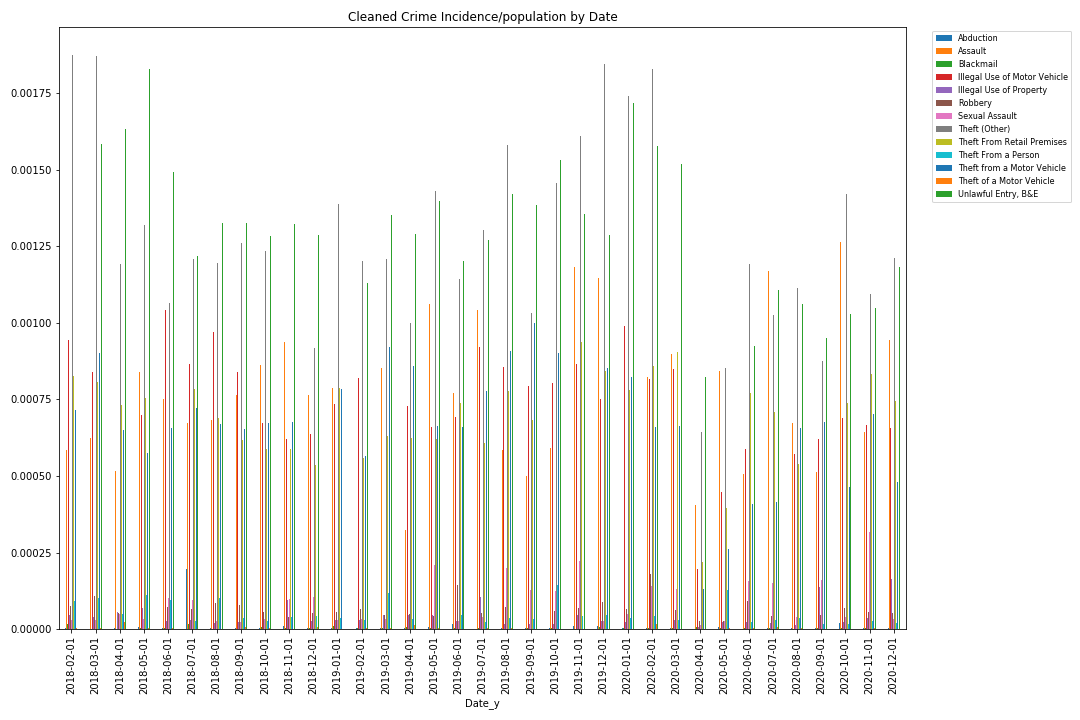 Cleaned Crime Incidence/population by Date
0.00175
0.00150
0.00125
0.00100
0.00075
0.00050
0.00025
0.00000
2018-02-01
2018-03-01
2018-04-01
2018-05-01
2018-06-01
2018-07-01
2018-08-01
2018-09-01
2018-10-01
2018-11-01
2018-12-01
2019-01-01
2019-02-01
2019-03-01
2019-04-01
2019-05-01
2019-06-01
2019-07-01
2019-08-01
2019-09-01
2019-10-01
2019-11-01
2019-12-01
2020-01-01
2020-02-01
2020-03-01
2020-04-01
2020-05-01
2020-06-01
2020-07-01
2020-08-01
2020-09-01
2020-10-01
2020-11-01
2020-12-01
Date_y
Abduction
Assault
Blackmail
Illegal Use of Motor Vehicle
Illegal Use of Property
Robbery
Sexual Assault
Theft (Other)
Theft From Retail Premises
Theft From a Person
Theft from a Motor Vehicle
Theft of a Motor Vehicle
Unlawful Entry, B&E